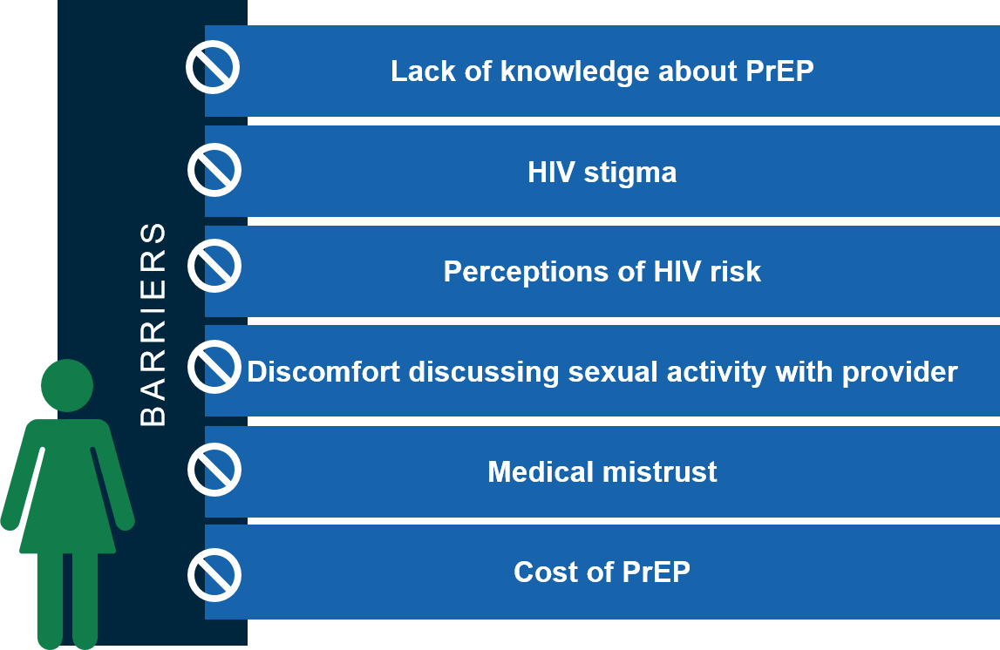 BARRIERS
Lack of knowledge about PrEP
HIV stigma
Perceptions of HIV risk
Discomfort discussing sexual activity with provider
Medical mistrust
Cost of PrEP